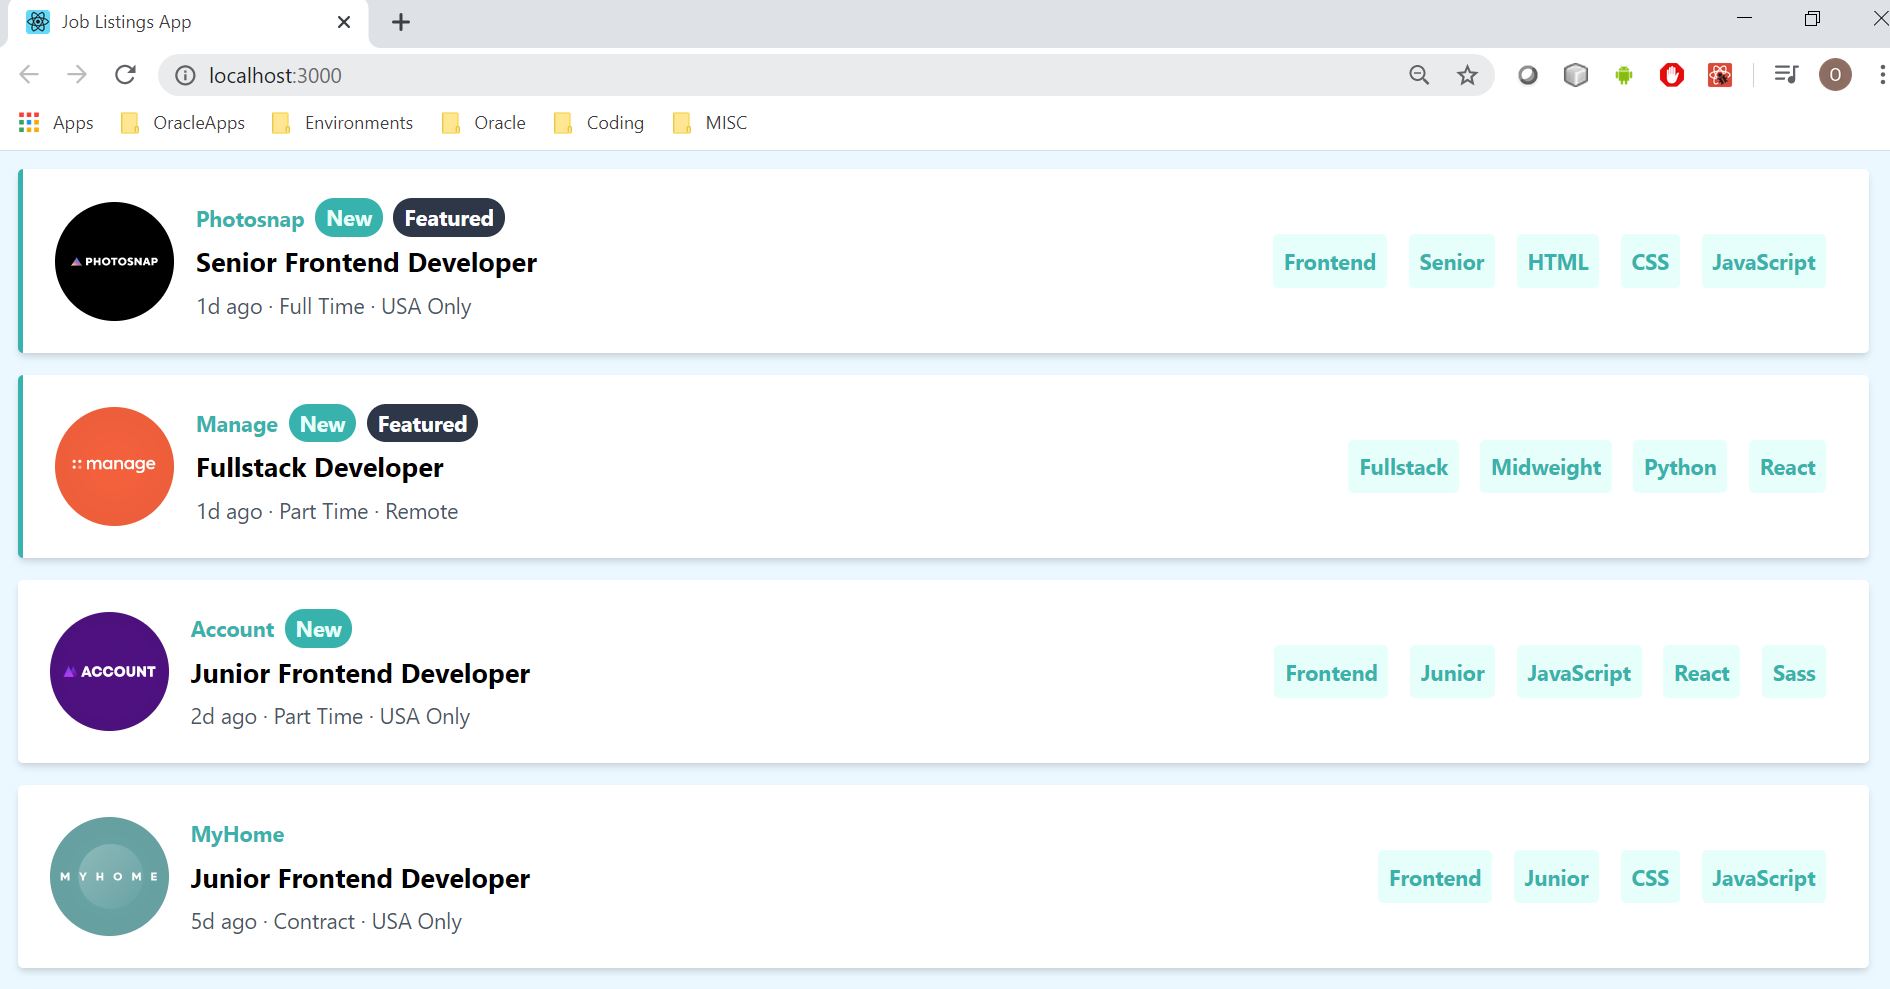 Job Listings App
localhost:3000
O
Apps OracleApps Environments Oracle Coding MISC
PHOTOSNAP
Photosnap New Featured
Senior Frontend Developer
1d ago · Full Time · USA Only
Frontend Senior HTML CSS JavaScript
manage
Manage New Featured
Fullstack Developer
1d ago · Part Time · Remote
Fullstack Midweight Python React
ACCOUNT
Account New
Junior Frontend Developer
2d ago · Part Time · USA Only
Frontend Junior JavaScript React Sass
MYHOME
MyHome
Junior Frontend Developer
5d ago · Contract · USA Only
Frontend Junior CSS JavaScript